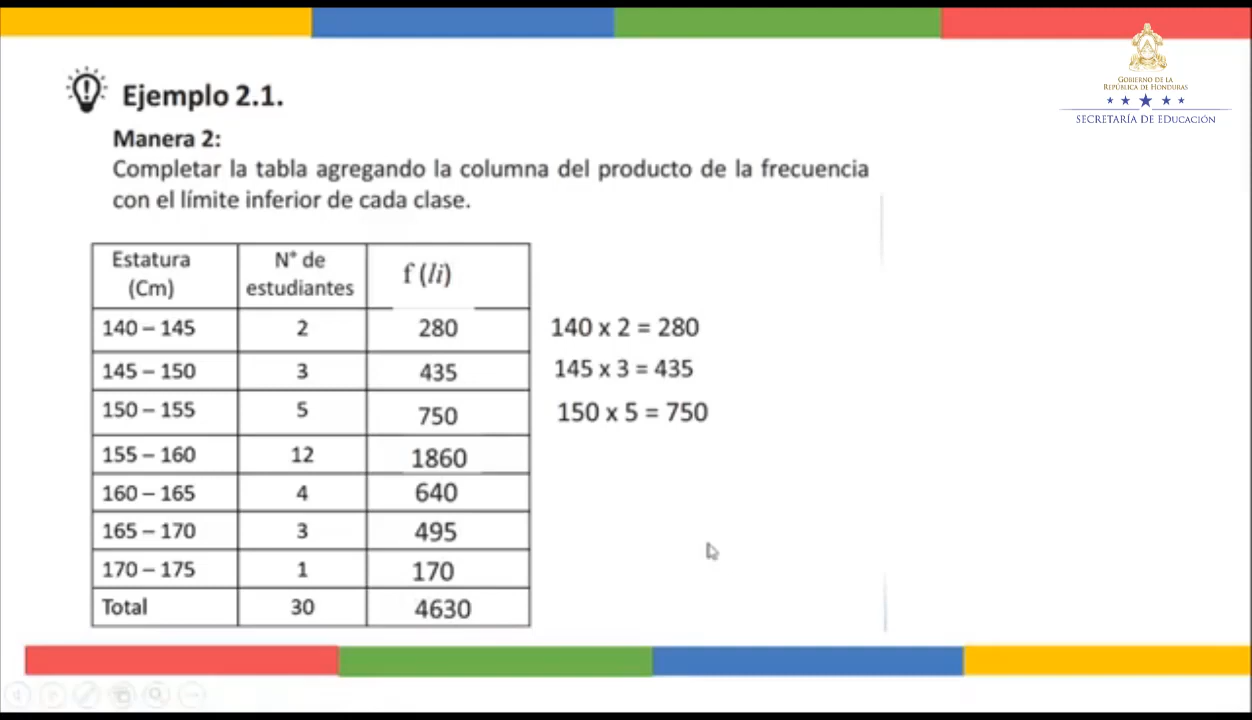 GOBIERNO DE LA
REPÚBLICA DE HONDURAS
SECRETARÍA DE EDUCACIÓN
Ejemplo 2.1.
Manera 2:
Completar la tabla agregando la columna del producto de la frecuencia
con el límite inferior de cada clase.
Estatura (Cm) N° de estudiantes f (li)
140 – 145 2 280 140 x 2 = 280
145 – 150 3 435 145 x 3 = 435
150 – 155 5 750 150 x 5 = 750
155 – 160 12 1860
160 – 165 4 640
165 – 170 3 495
170 – 175 1 170
Total 30 4630